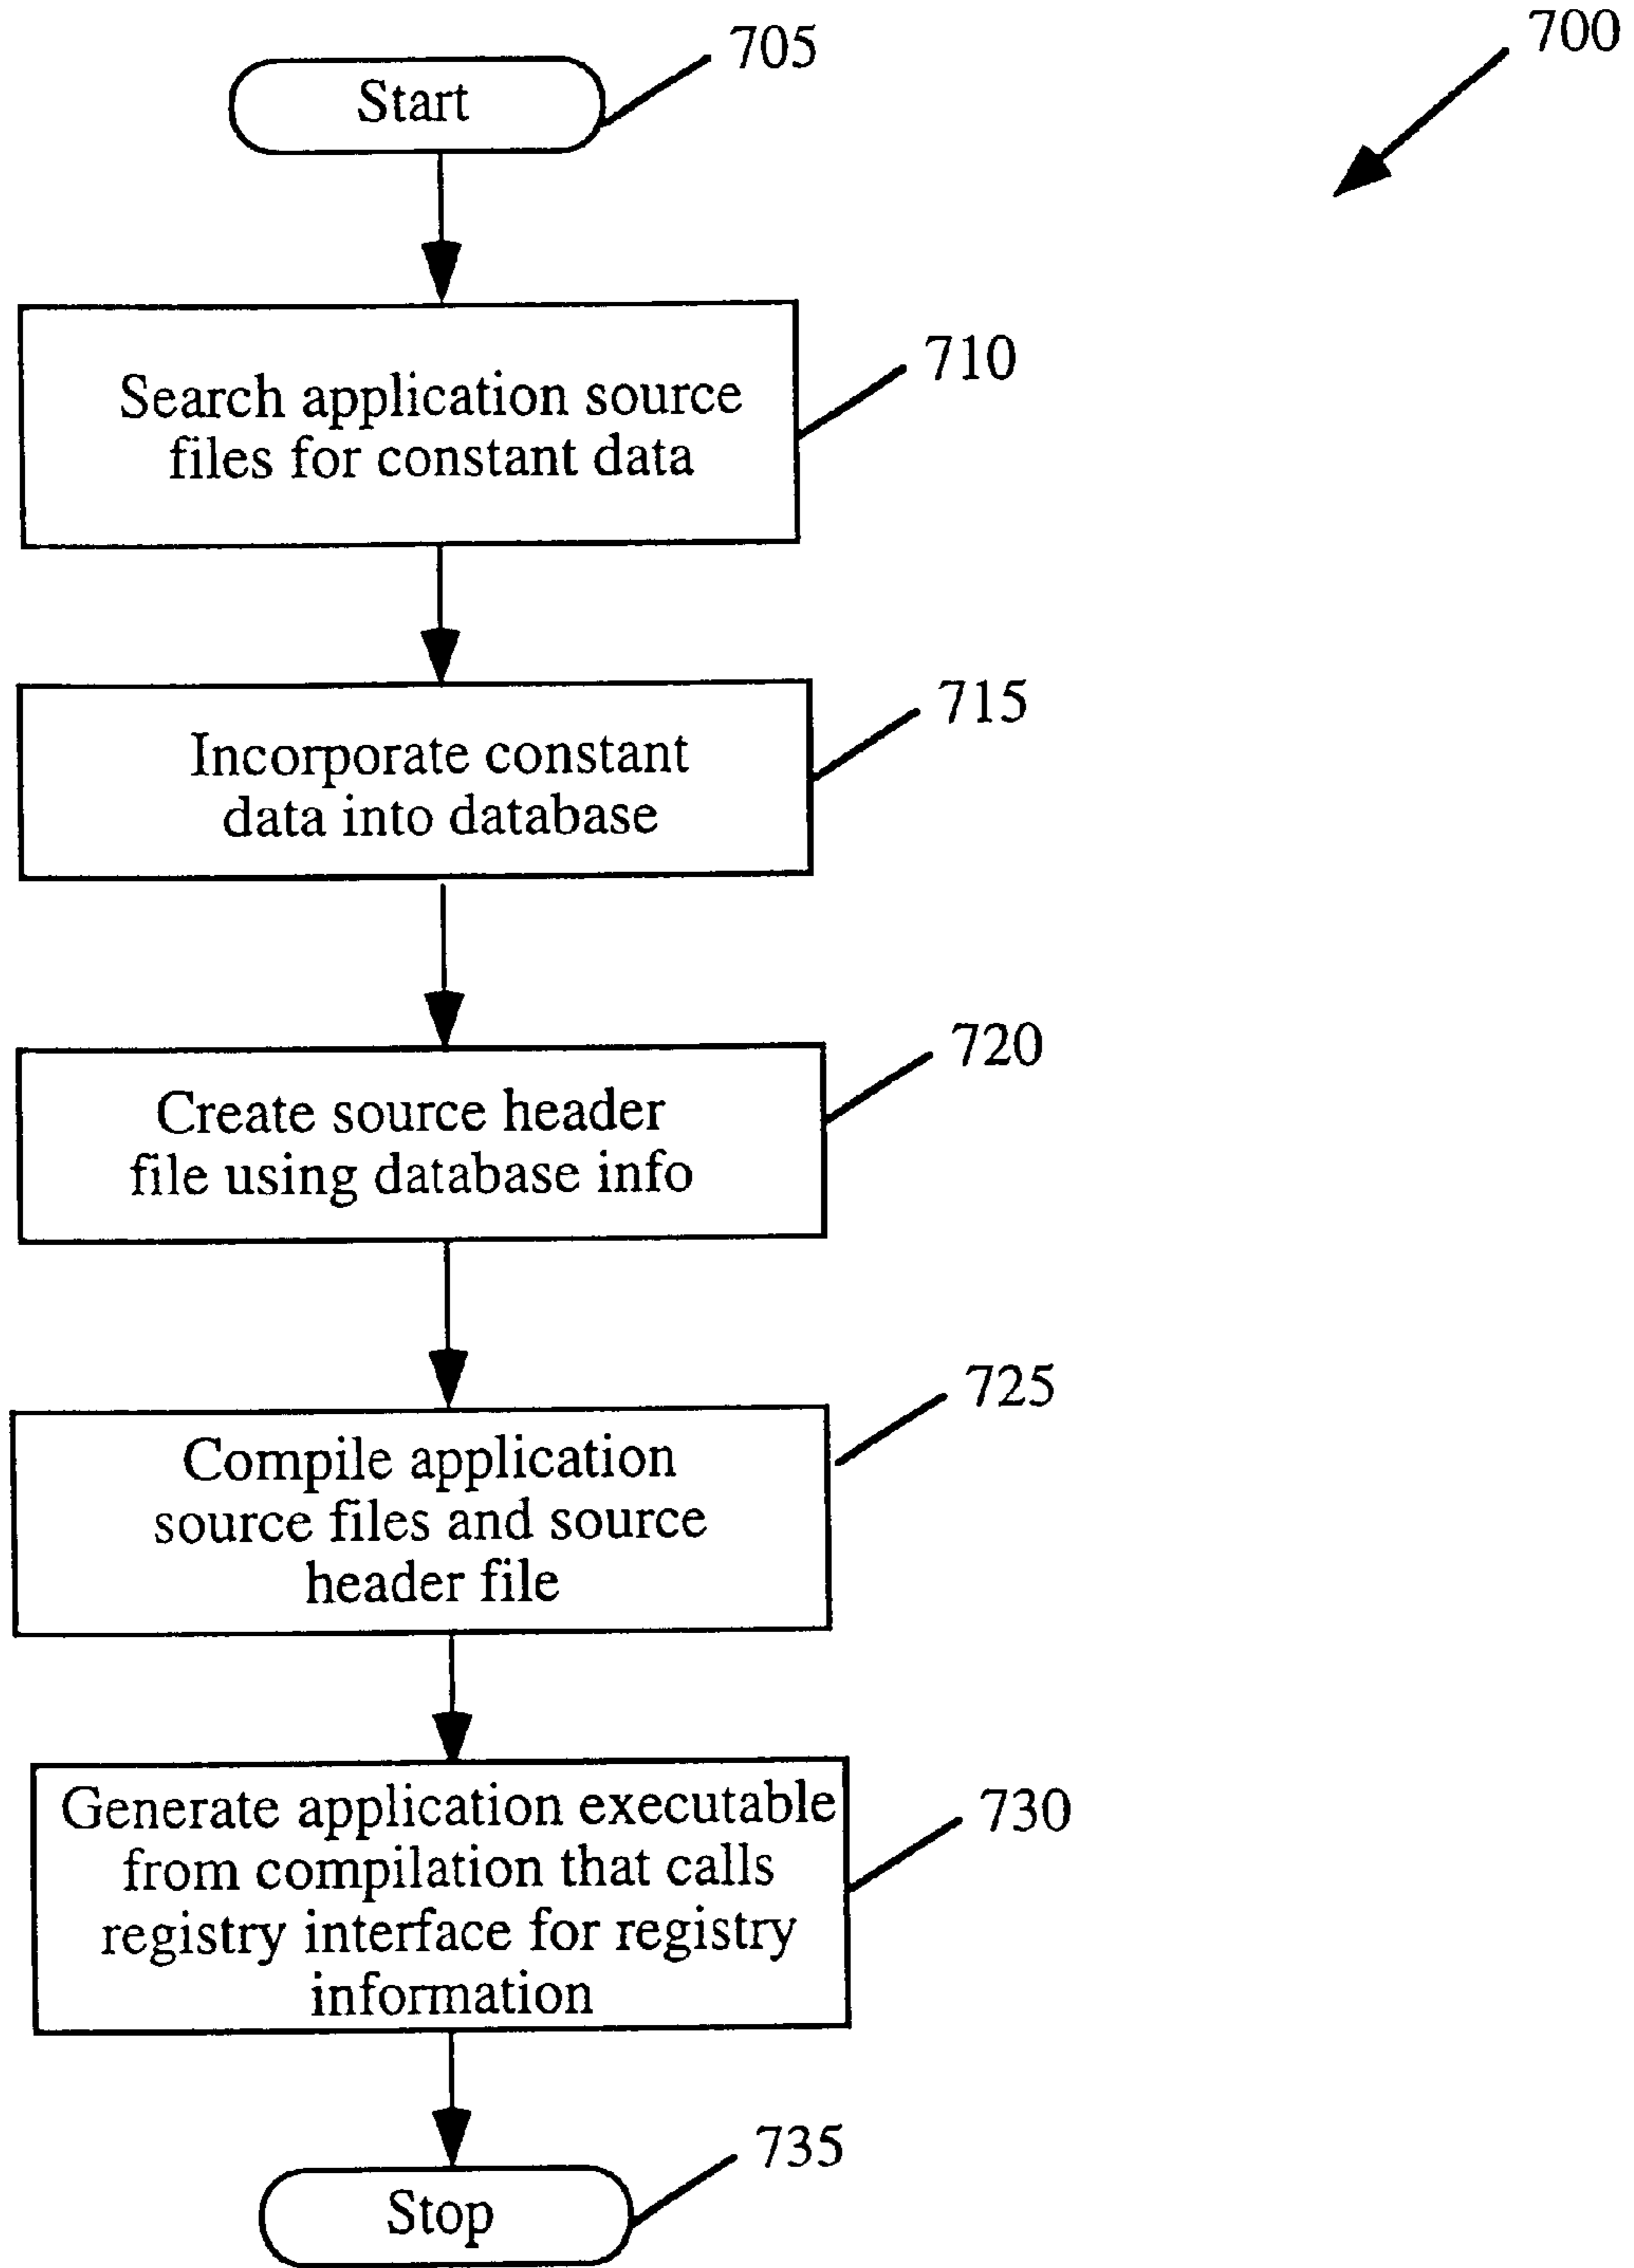 700
705
Start
710
Search application source
files for constant data
715
Incorporate constant
data into database
720
Create source header
file using database info
725
Compile application
source files and source
header file
730
Generate application executable
from compilation that calls
registry interface for registry
information
735
Stop